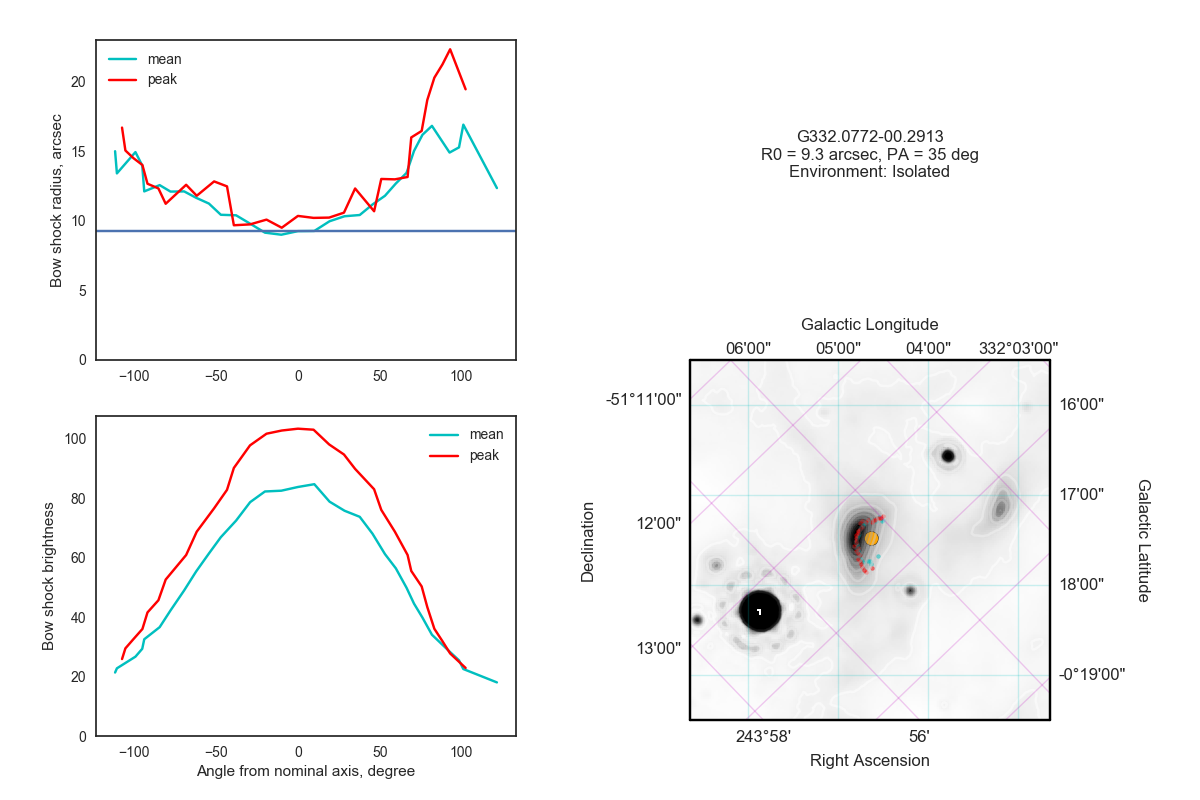 mean
peak
20
15
10
5
0
Bow shock radius, arcsec
−100
−50
0
50
100
G332.0772-00.2913
R0 = 9.3 arcsec, PA = 35 deg
Environment: Isolated
mean
peak
100
80
60
40
20
0
Bow shock brightness
−100
−50
0
50
100
Angle from nominal axis, degree
Galactic Longitude
06'00"
05'00"
04'00"
332°03'00"
-51°11'00"
12'00"
13'00"
Declination
16'00"
17'00"
18'00"
-0°19'00"
Galactic Latitude
243°58'
56'
Right Ascension